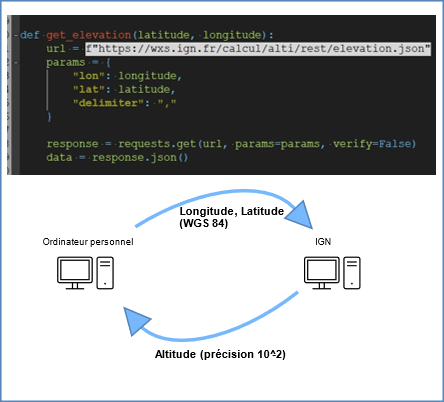 def get_elevation(latitude, longitude):
url = f"https://wxs.ign.fr/calcul/alti/rest/elevation.json"
params = {
"lon": longitude,
"lat": latitude,
"delimiter": ","
}
response = requests.get(url, params=params, verify=False)
data = response.json()
Longitude, Latitude
(WGS 84)
Ordinateur personnel
IGN
Altitude (précision 10^2)